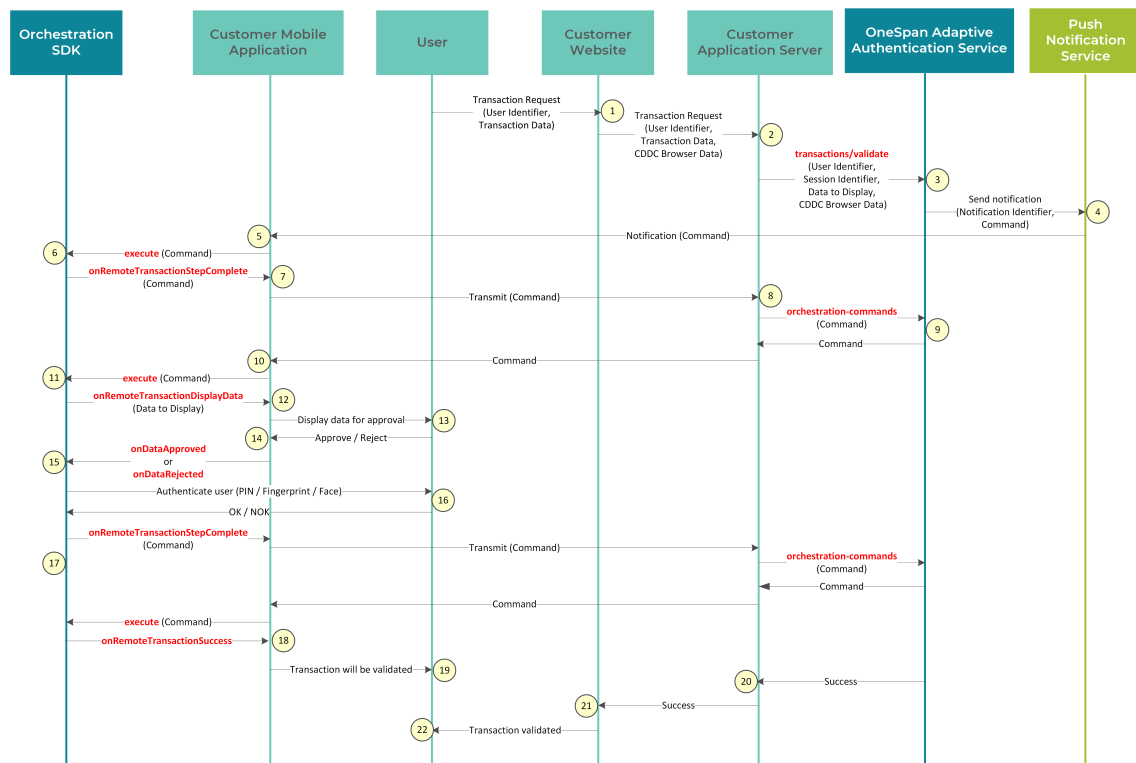 Orchestration
SDK
Customer Mobile
Application
User
Customer
Website
Customer
Application Server
OneSpan Adaptive
Authentication Service
Push
Notification
Service
Transaction Request
(User Identifier,
Transaction Data)
1
Transaction Request
(User Identifier,
Transaction Data,
CDDC Browser Data)
2
transactions/validate
(User Identifier,
Session Identifier,
Data to Display,
CDDC Browser Data)
3
Send notification
(Notification Identifier,
Command)
4
5
Notification (Command)
6
execute (Command)
onRemoteTransactionStepComplete
(Command)
7
Transmit (Command)
8
orchestration-commands
(Command)
9
Command
10
Command
11
execute (Command)
onRemoteTransactionDisplayData
(Data to Display)
12
Display data for approval
13
14
Approve / Reject
15
onDataApproved
or
onDataRejected
Authenticate user (PIN / Fingerprint / Face)
16
OK / NOK
onRemoteTransactionStepComplete
(Command)
17
Transmit (Command)
orchestration-commands
(Command)
Command
Command
execute (Command)
onRemoteTransactionSuccess
18
Transaction will be validated
19
20
Success
21
Success
22
Transaction validated